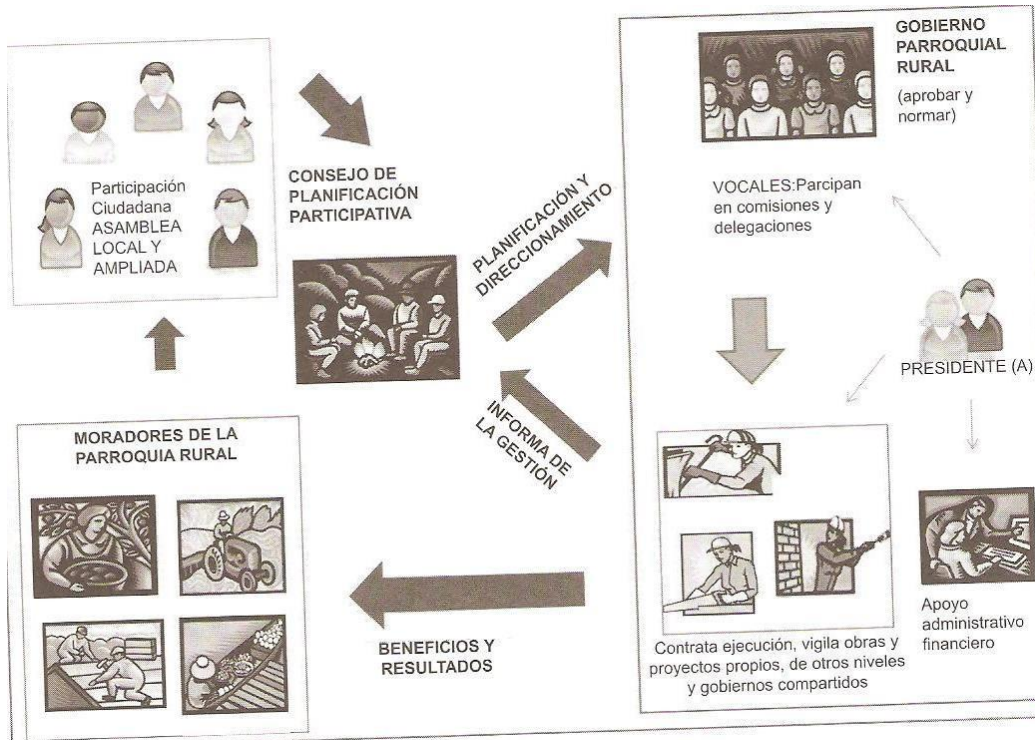 Participación
Ciudadana
ASAMBLEA
LOCAL Y
AMPLIADA
CONSEJO DE
PLANIFICACIÓN
PARTICIPATIVA
PLANIFICACIÓN Y
DIRECCIONAMIENTO
INFORMA DE
LA GESTIÓN
GOBIERNO
PARROQUIAL
RURAL
(aprobar y
normar)
VOCALES:Parcipan
en comisiones y
delegaciones
PRESIDENTE (A)
Contrata ejecución, vigila obras y
proyectos propios, de otros niveles
y gobiernos compartidos
Apoyo
administrativo
financiero
BENEFICIOS Y
RESULTADOS
MORADORES DE LA
PARROQUIA RURAL